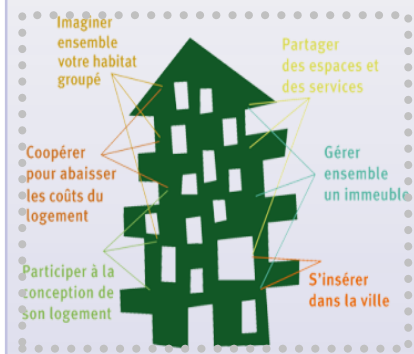 Imaginer
ensemble
votre habitat
groupé
Partager
des espaces et
des services
Coopérer
pour abaisser
les coûts du
logement
Gérer
ensemble
un immeuble
Participer à la
conception de
son logement
S'insérer
dans la ville